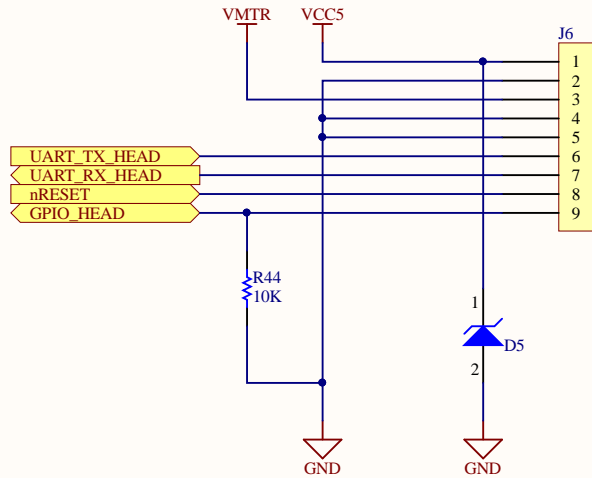 VMTR VCC5
J6
1
2
3
4
5
UART_TX_HEAD 6
UART_RX_HEAD 7
nRESET 8
GPIO_HEAD 9
R44
10K
1
D5
2
GND GND